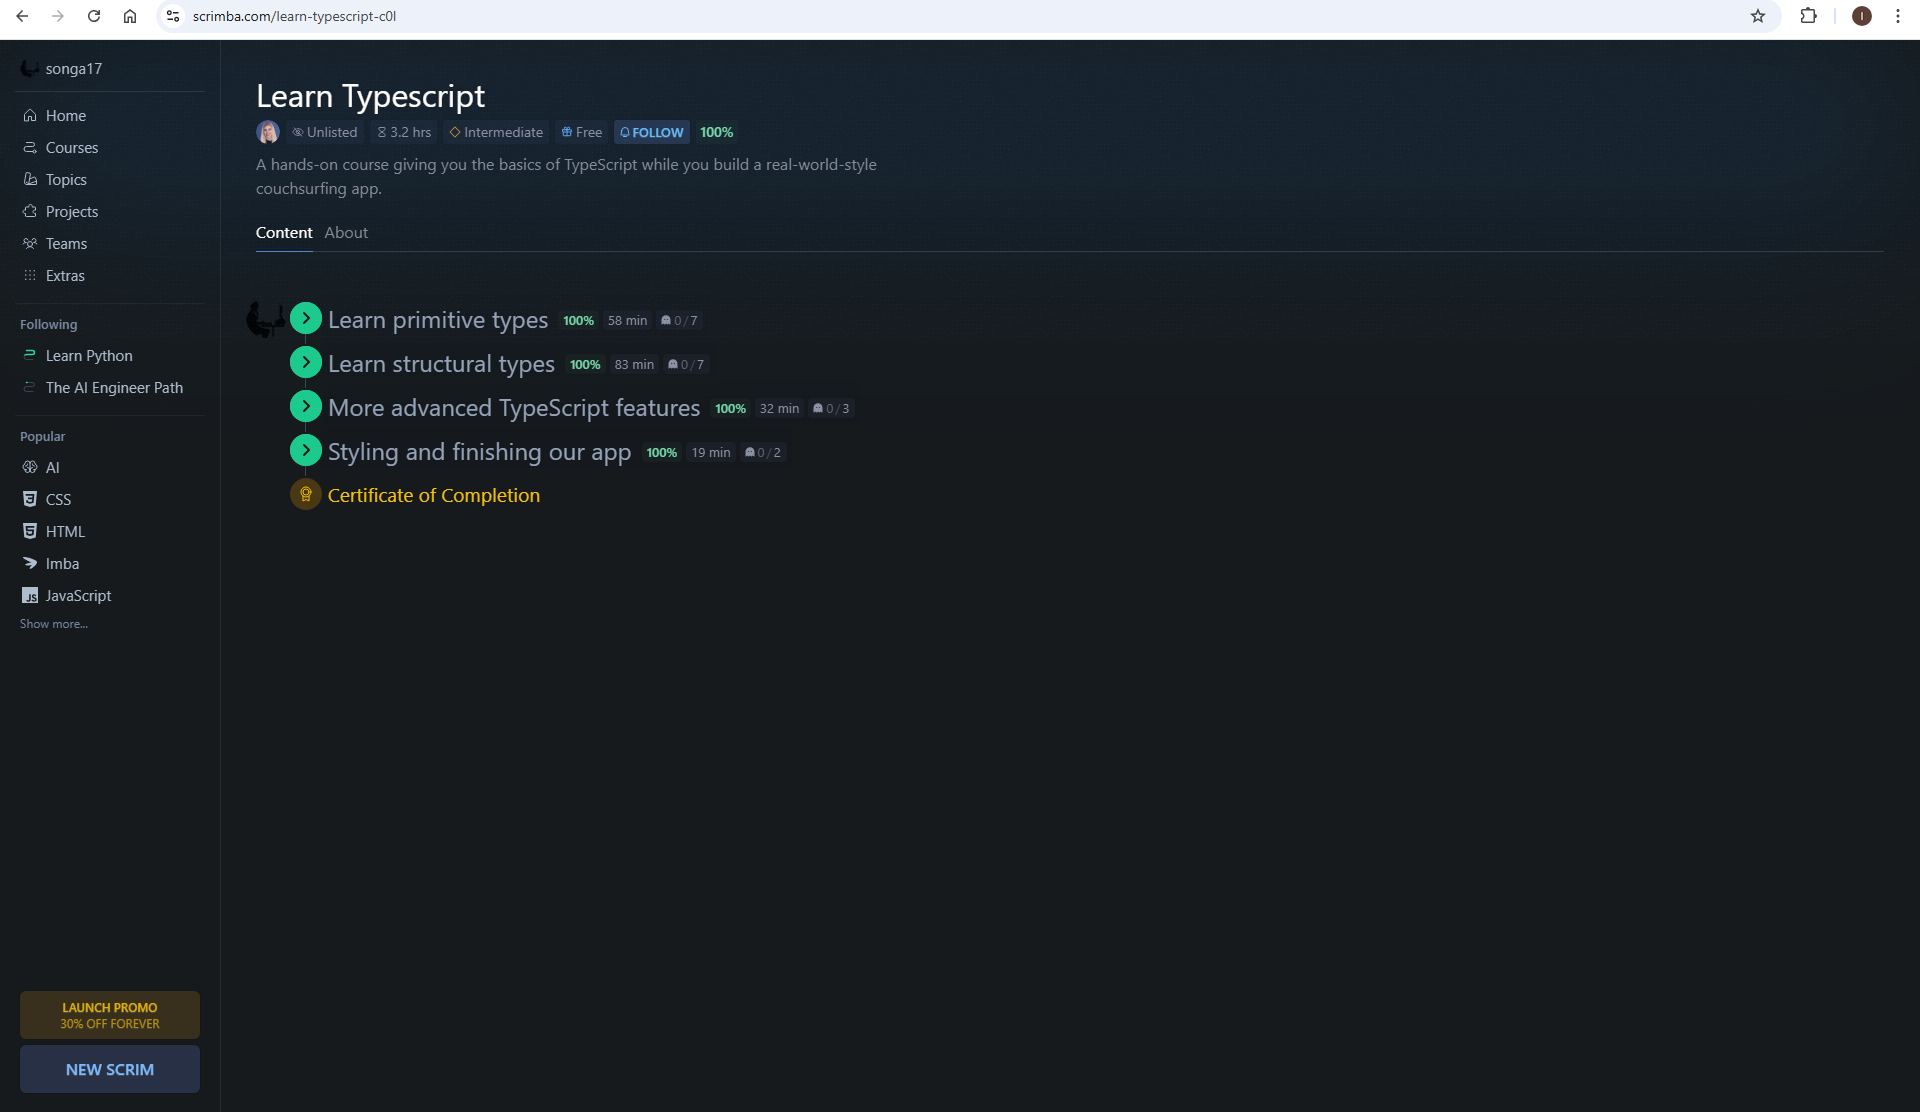 scrimba.com/learn-typescript-c0l
I
songa17
Home
Courses
Topics
Projects
Teams
Extras
Following
Learn Python
The AI Engineer Path
Popular
AI
CSS
HTML
Imba
JavaScript
Show more...
LAUNCH PROMO
30% OFF FOREVER
NEW SCRIM
Learn Typescript
Unlisted 3.2 hrs Intermediate Free FOLLOW 100%
A hands-on course giving you the basics of TypeScript while you build a real-world-style
couchsurfing app.
Content About
Learn primitive types 100% 58 min 0/7
Learn structural types 100% 83 min 0/7
More advanced TypeScript features 100% 32 min 0/3
Styling and finishing our app 100% 19 min 0/2
Certificate of Completion